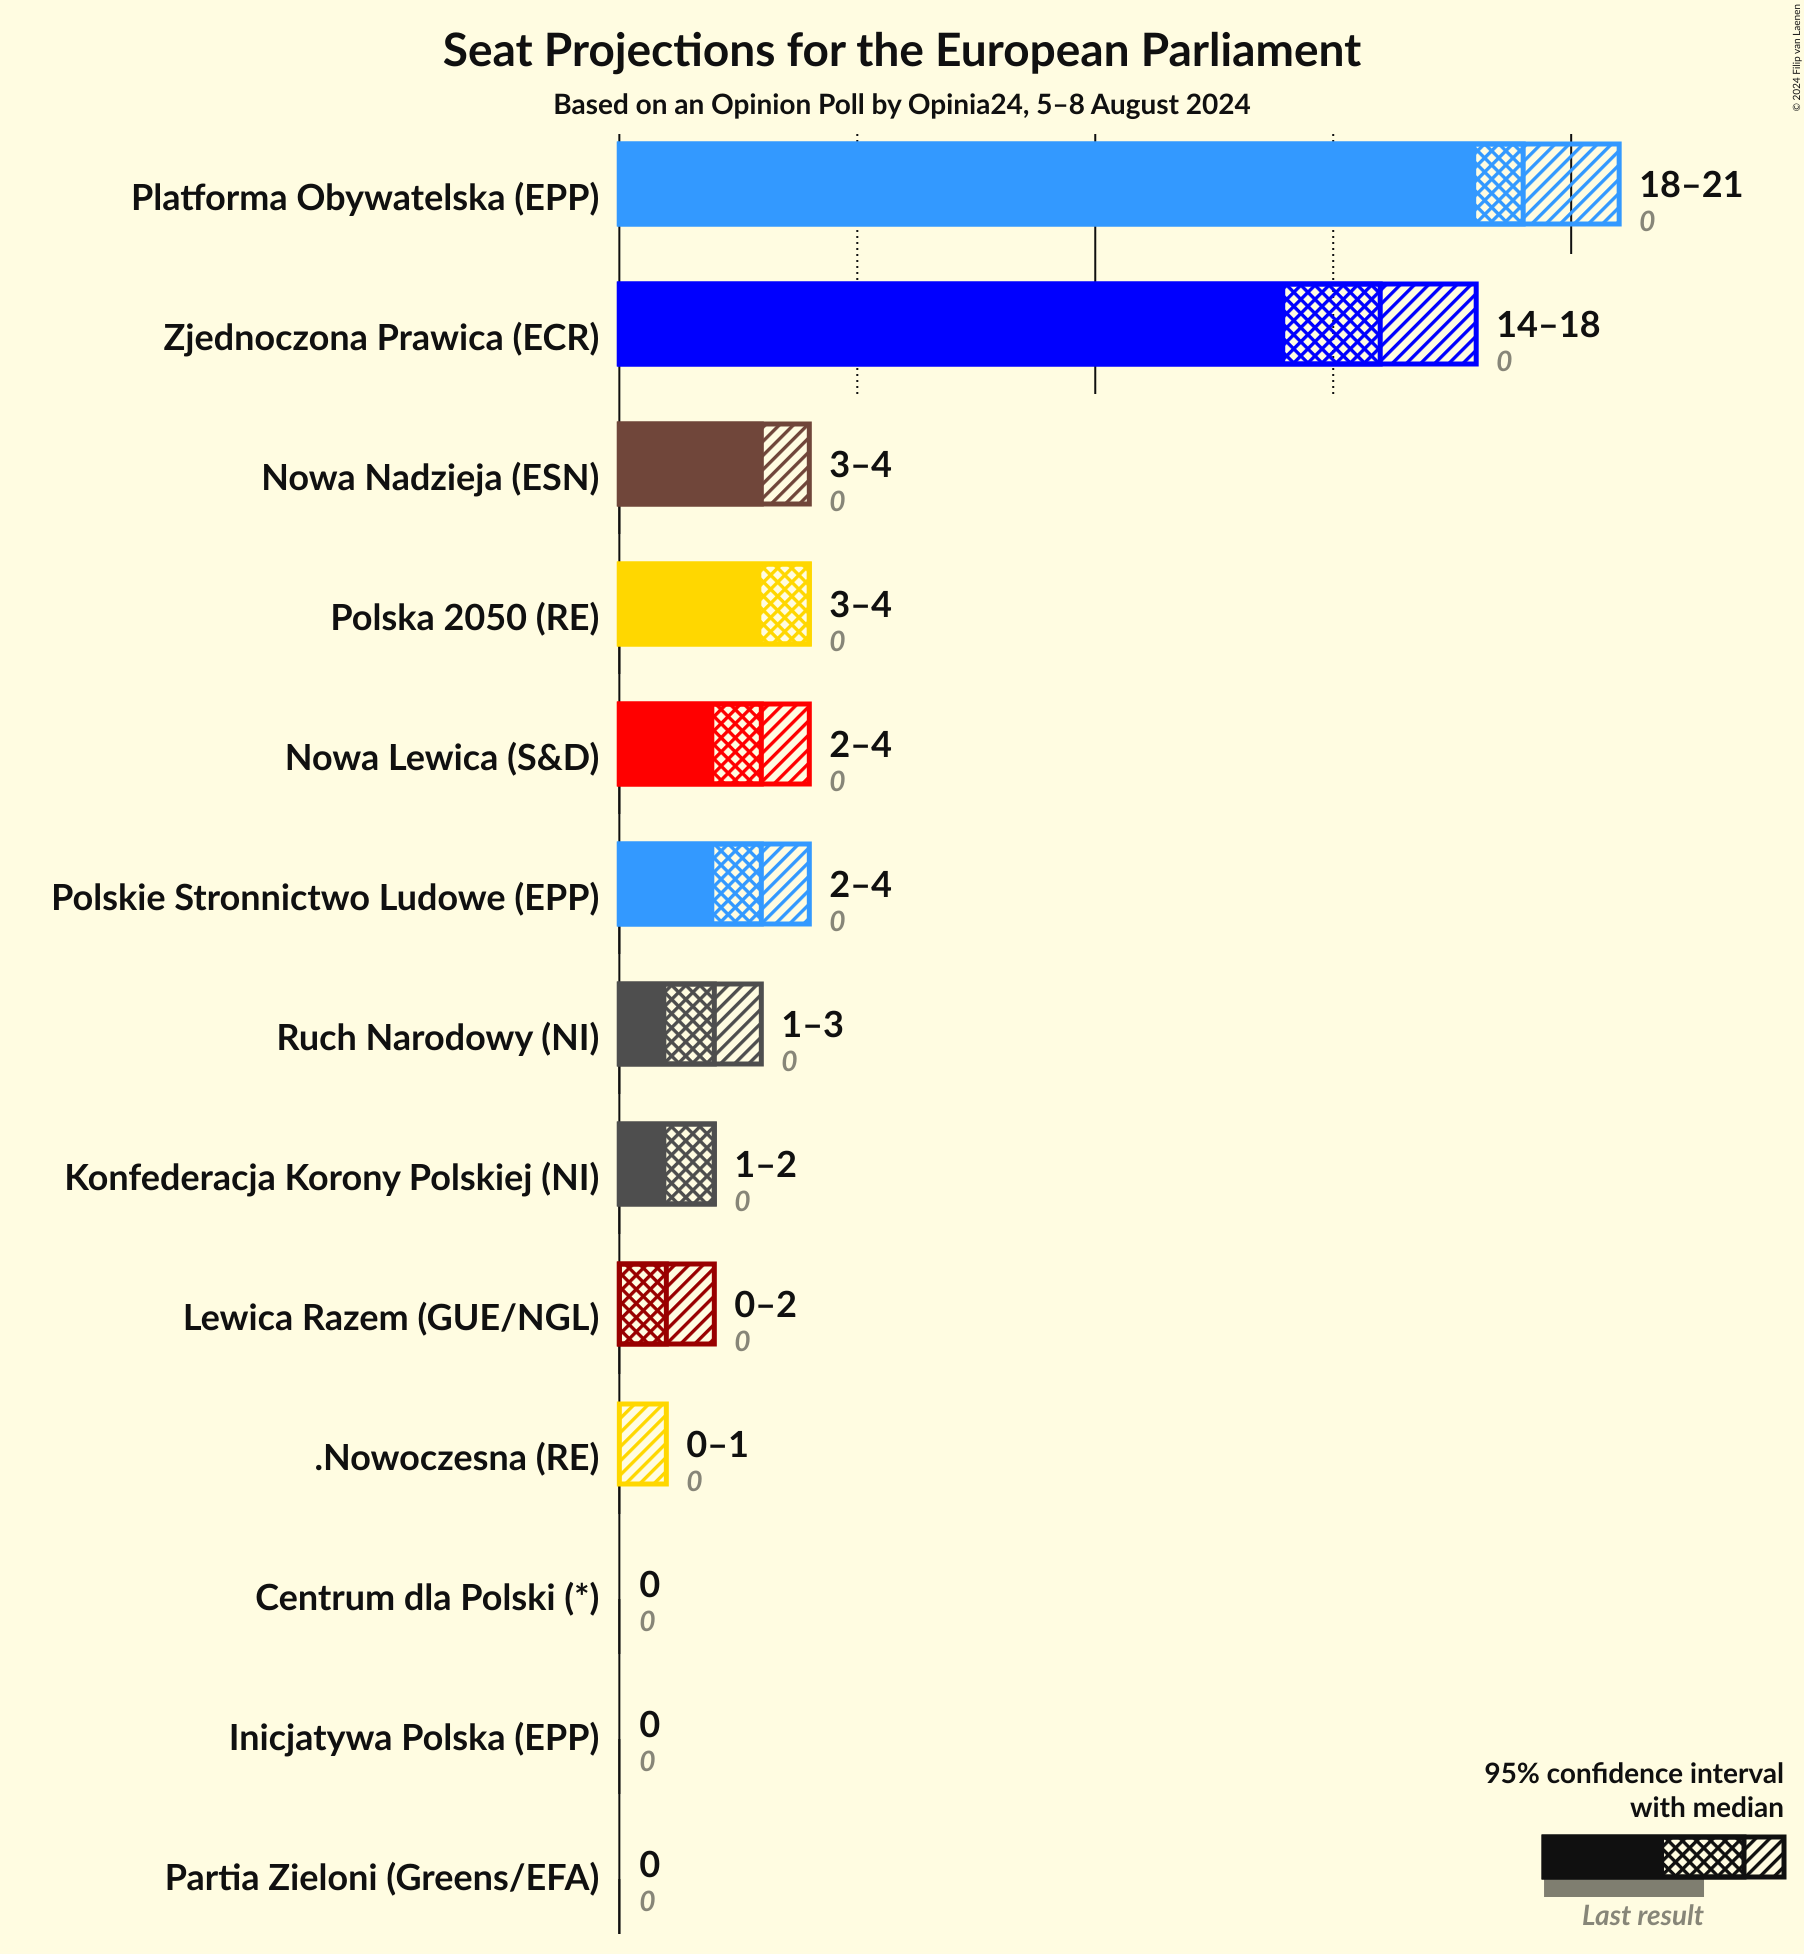 Seat Projections for the European Parliament
Based on an Opinion Poll by Opinia24, 5–8 August 2024
© 2024 Filip van Laenen
Platforma Obywatelska (EPP)
18–21
0
Zjednoczona Prawica (ECR)
14–18
0
Nowa Nadzieja (ESN)
3–4
0
Polska 2050 (RE)
3–4
0
Nowa Lewica (S&D)
2–4
0
Polskie Stronnictwo Ludowe (EPP)
2–4
0
Ruch Narodowy (NI)
1–3
0
Konfederacja Korony Polskiej (NI)
1–2
0
Lewica Razem (GUE/NGL)
0–2
0
.Nowoczesna (RE)
0–1
0
Centrum dla Polski (*)
0
0
Inicjatywa Polska (EPP)
0
0
Partia Zieloni (Greens/EFA)
0
0
95% confidence interval
with median
Last result